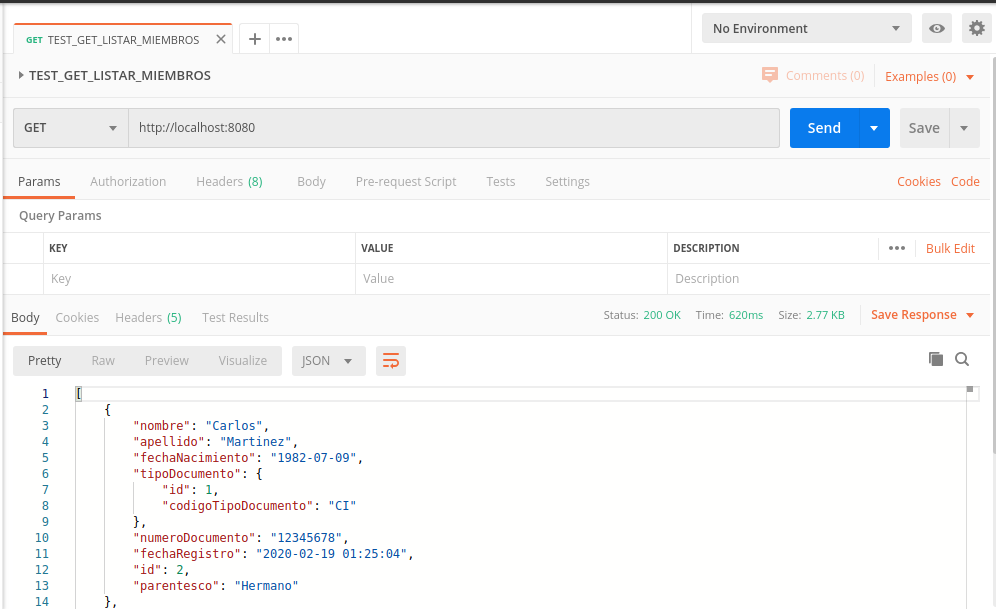 GET TEST_GET_LISTAR_MIEMBROS
No Environment
TEST_GET_LISTAR_MIEMBROS
Comments (0)
Examples (0)
GET
http://localhost:8080
Send
Save
Params Authorization Headers (8) Body Pre-request Script Tests Settings Cookies Code
Query Params
KEY VALUE DESCRIPTION Bulk Edit
Key Value Description
Body Cookies Headers (5) Test Results Status: 200 OK Time: 620ms Size: 2.77 KB Save Response
Pretty Raw Preview Visualize JSON
1 [
2 {
3 "nombre": "Carlos",
4 "apellido": "Martinez",
5 "fechaNacimiento": "1982-07-09",
6 "tipoDocumento": {
7 "id": 1,
8 "codigoTipoDocumento": "CI"
9 },
10 "numeroDocumento": "12345678",
11 "fechaRegistro": "2020-02-19 01:25:04",
12 "id": 2,
13 "parentesco": "Hermano"
14 },